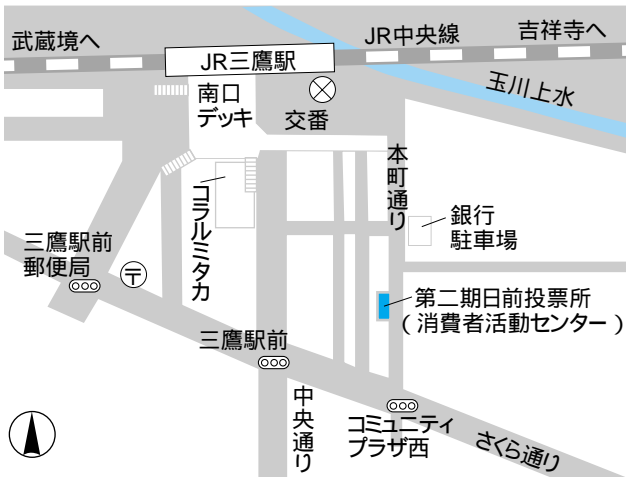 武蔵境へ
JR三鷹駅
JR中央線
吉祥寺へ
南口
デッキ
交番
玉川上水
本町通り
コラルミタカ
銀行
駐車場
三鷹駅前
郵便局
〒
第二期日前投票所
(消費者活動センター)
三鷹駅前
中央通り
コミュニティ
プラザ西
さくら通り